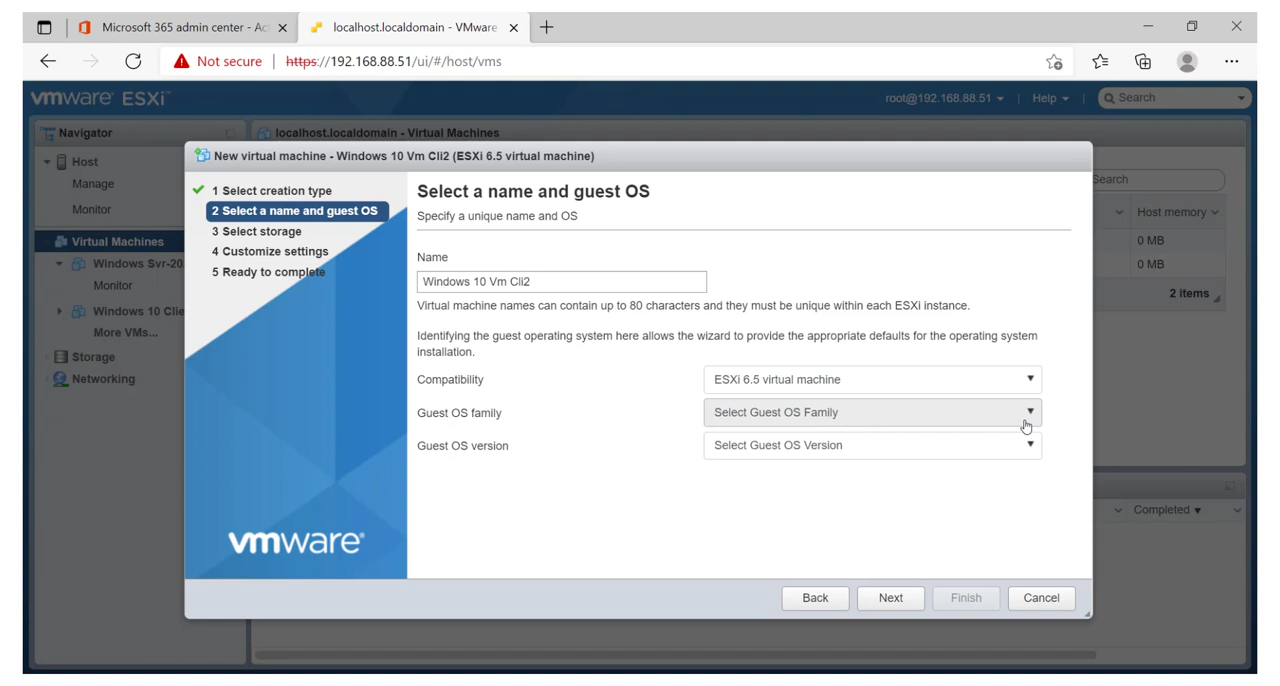 Microsoft 365 admin center - Ac
localhost.localdomain - VMware
Not secure | https://192.168.88.51/ui/#/host/vms
vmware ESXi™
root@192.168.88.51 | Help | Search
Navigator
localhost.localdomain - Virtual Machines
Host
Manage
Monitor
Virtual Machines
Windows Svr-20
Monitor
Windows 10 Clie
More VMs...
Storage
Networking
New virtual machine - Windows 10 Vm Cli2 (ESXi 6.5 virtual machine)
1 Select creation type
2 Select a name and guest OS
3 Select storage
4 Customize settings
5 Ready to complete
vmware®
Select a name and guest OS
Specify a unique name and OS
Name
Windows 10 Vm Cli2
Virtual machine names can contain up to 80 characters and they must be unique within each ESXi instance.
Identifying the guest operating system here allows the wizard to provide the appropriate defaults for the operating system
installation.
Compatibility
ESXi 6.5 virtual machine
Guest OS family
Select Guest OS Family
Guest OS version
Select Guest OS Version
Back
Next
Finish
Cancel
Search
Host memory
0 MB
0 MB
2 items
Completed